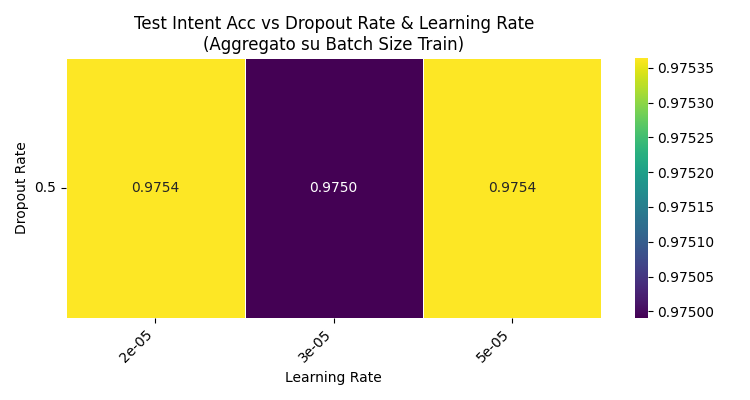 Test Intent Acc vs Dropout Rate & Learning Rate
(Aggregato su Batch Size Train)
Dropout Rate
0.5
0.9754
0.9750
0.9754
2e-05
3e-05
5e-05
Learning Rate
0.97535
0.97530
0.97525
0.97520
0.97515
0.97510
0.97505
0.97500